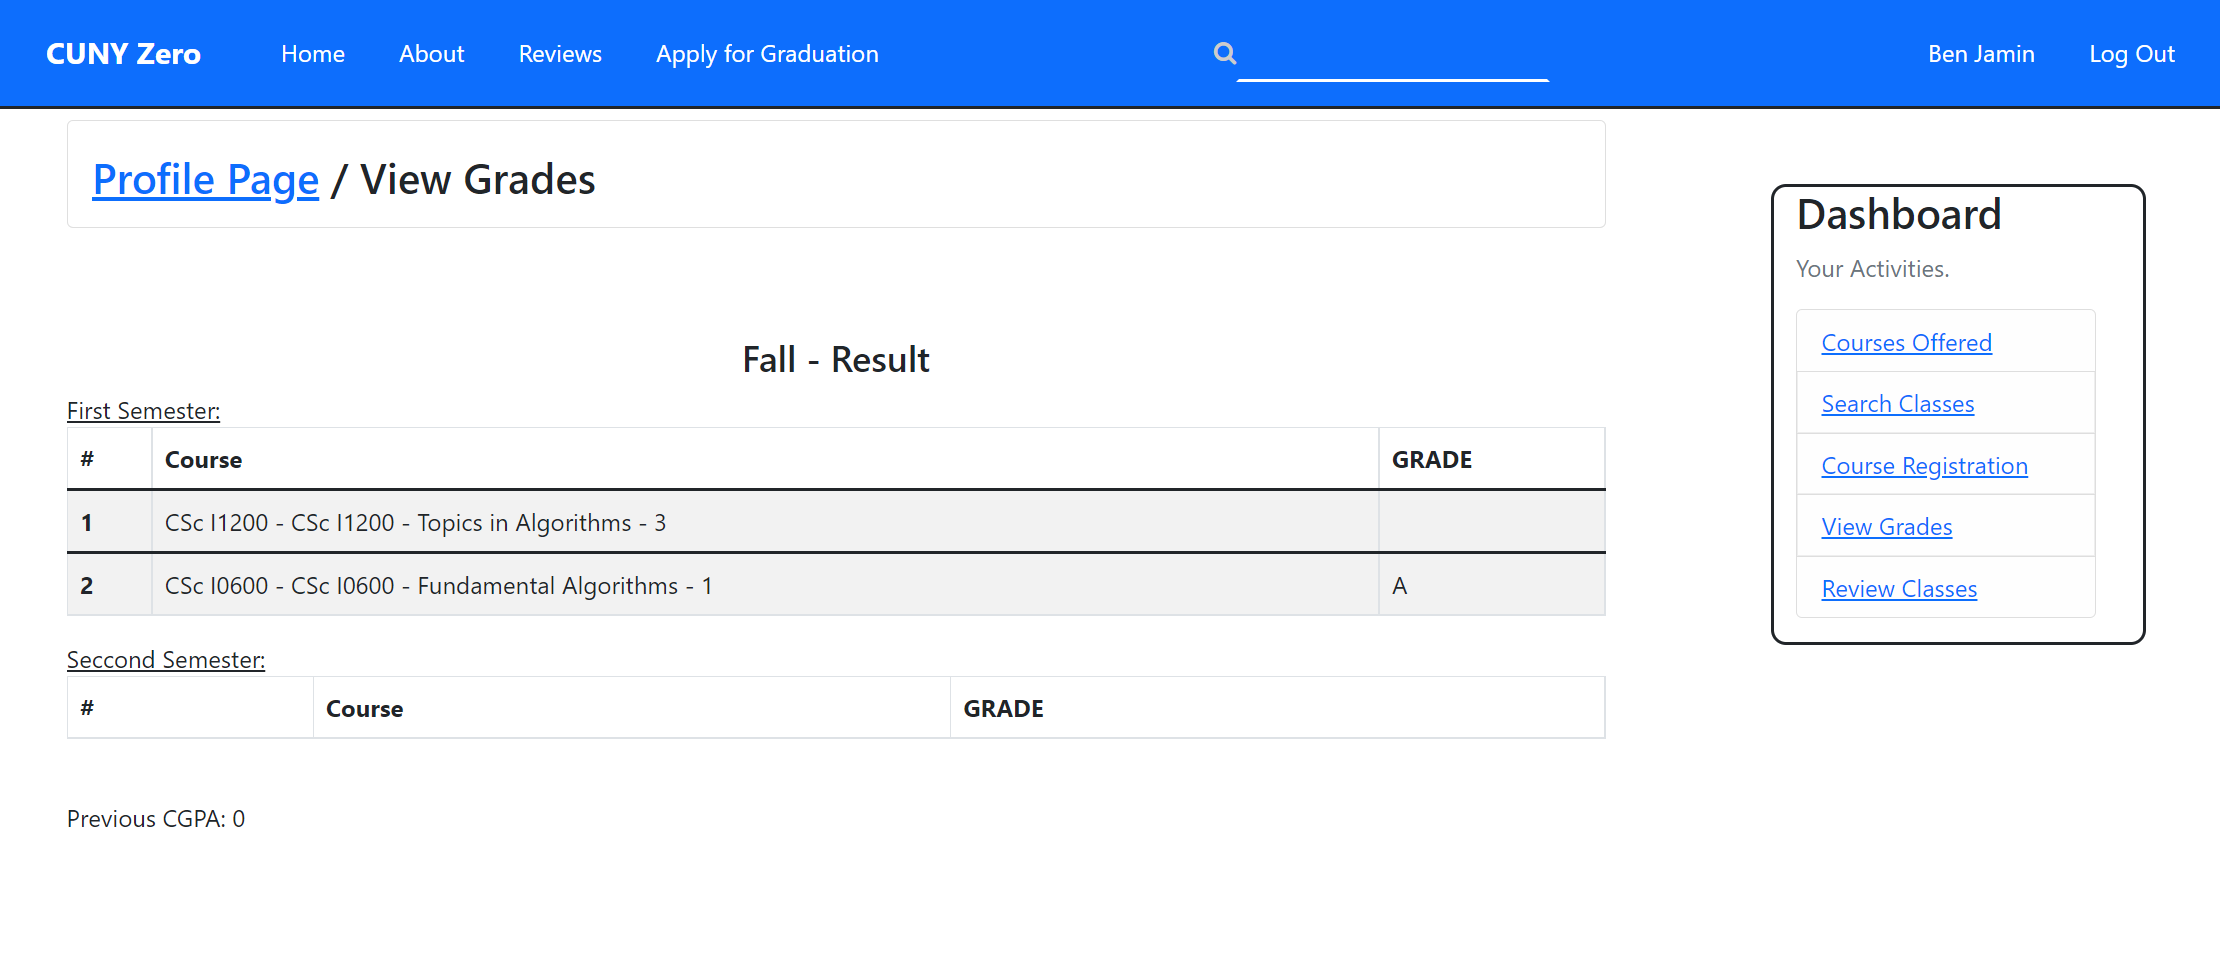 CUNY Zero Home About Reviews Apply for Graduation Ben Jamin Log Out
Profile Page / View Grades
Dashboard
Your Activities.
Courses Offered
Search Classes
Course Registration
View Grades
Review Classes
Fall - Result
First Semester:
# Course GRADE
1 CSc I1200 - CSc I1200 - Topics in Algorithms - 3
2 CSc I0600 - CSc I0600 - Fundamental Algorithms - 1 A
Seccond Semester:
# Course GRADE
Previous CGPA: 0